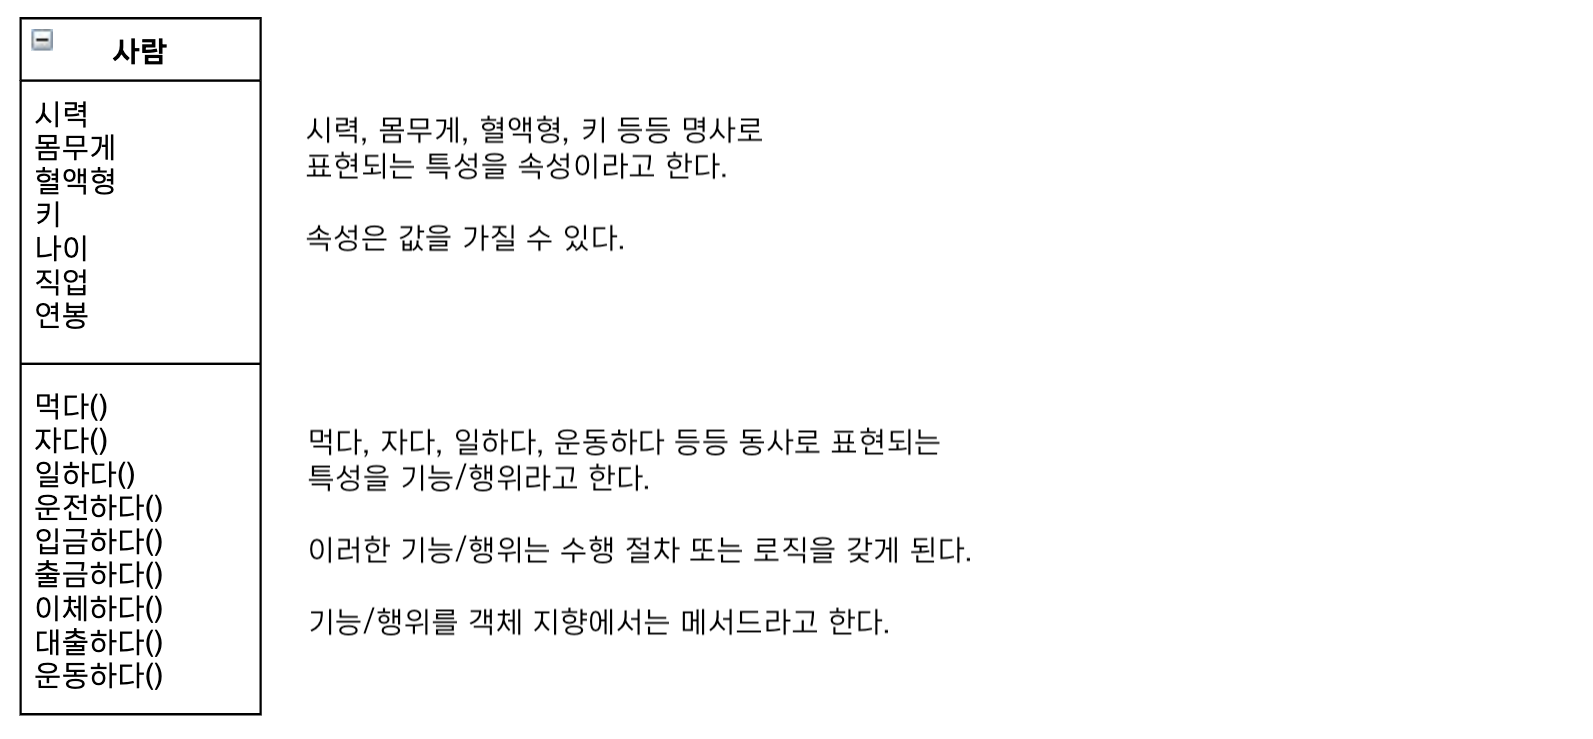 사람
시력
몸무게
혈액형
키
나이
직업
연봉
먹다()
자다()
일하다()
운전하다()
입금하다()
출금하다()
이체하다()
대출하다()
운동하다()
시력, 몸무게, 혈액형, 키 등등 명사로
표현되는 특성을 속성이라고 한다.
속성은 값을 가질 수 있다.
먹다, 자다, 일하다, 운동하다 등등 동사로 표현되는
특성을 기능/행위라고 한다.
이러한 기능/행위는 수행 절차 또는 로직을 갖게 된다.
기능/행위를 객체 지향에서는 메서드라고 한다.